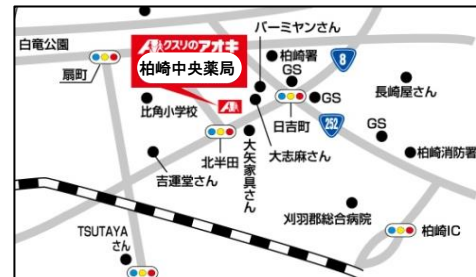 白竜公園
扇町
クスリのアオキ
柏崎中央薬局
バーミヤンさん
柏崎署
GS
8
長崎屋さん
比角小学校
GS
日吉町
252
GS
北半田
大矢家具さん
大志麻さん
柏崎消防署
吉運堂さん
刈羽郡総合病院
TSUTAYA
さん
柏崎IC